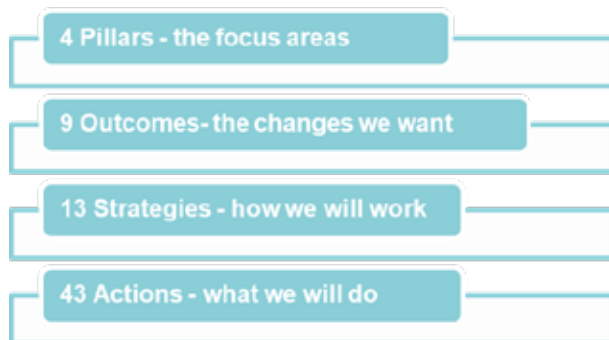 4 Pillars - the focus areas
9 Outcomes- the changes we want
13 Strategies - how we will work
43 Actions - what we will do